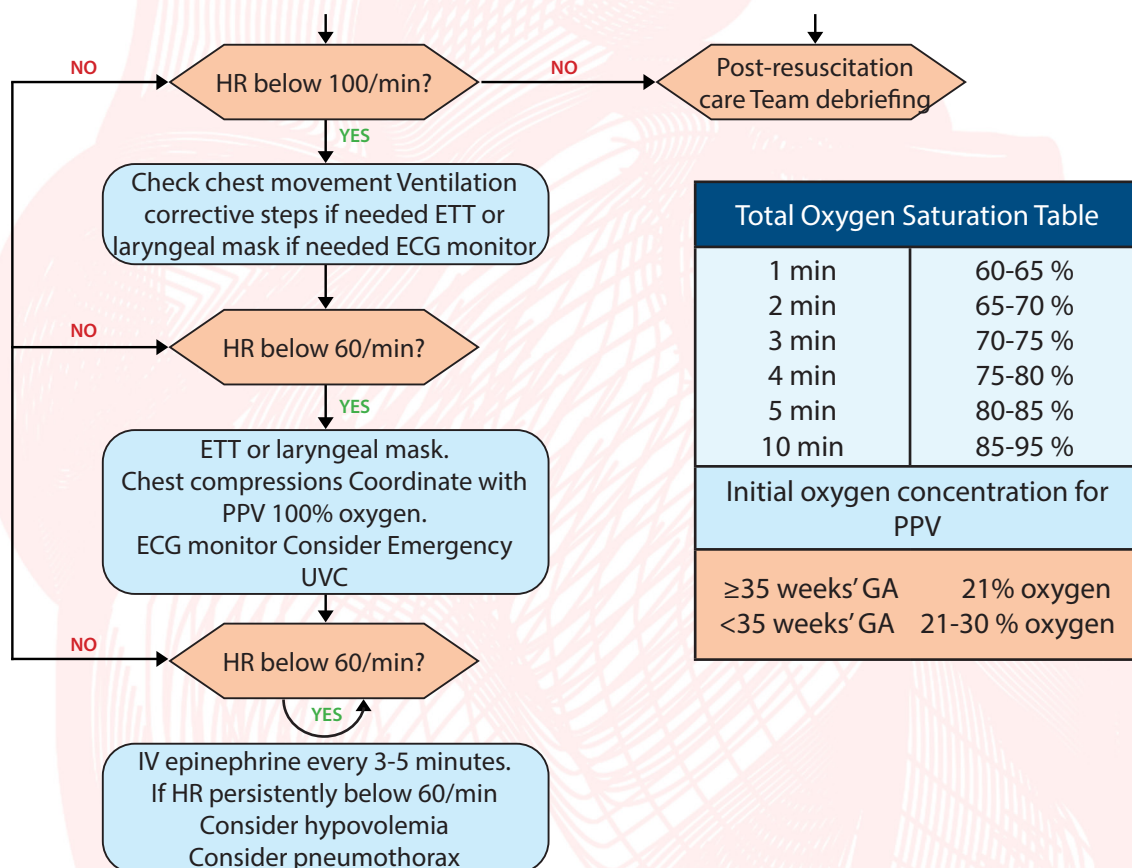 NO
HR below 100/min?
NO
Post-resuscitation
care Team debriefing
YES
Check chest movement Ventilation
corrective steps if needed ETT or
laryngeal mask if needed ECG monitor
NO
HR below 60/min?
YES
ETT or laryngeal mask.
Chest compressions Coordinate with
PPV 100% oxygen.
ECG monitor Consider Emergency
UVC
NO
HR below 60/min?
YES
IV epinephrine every 3-5 minutes.
If HR persistently below 60/min
Consider hypovolemia
Consider pneumothorax
Total Oxygen Saturation Table
1 min 60-65 %
2 min 65-70 %
3 min 70-75 %
4 min 75-80 %
5 min 80-85 %
10 min 85-95 %
Initial oxygen concentration for
PPV
≥35 weeks’ GA 21% oxygen
<35 weeks’ GA 21-30 % oxygen